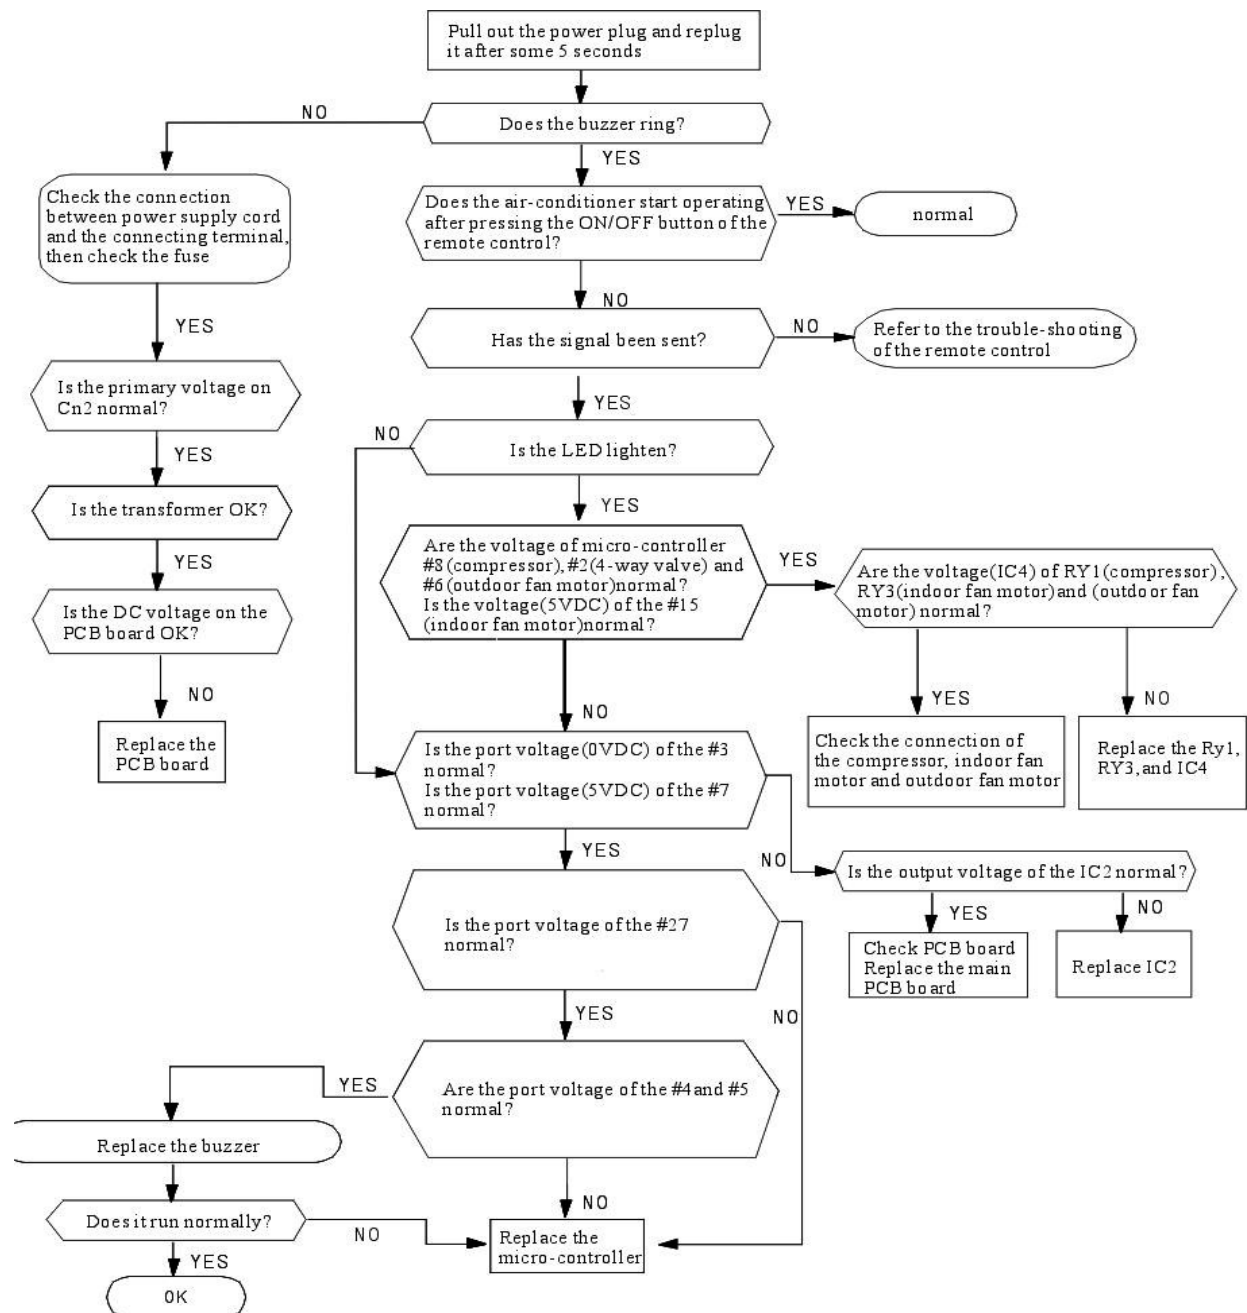 Pull out the power plug and replug
it after some 5 seconds
NO
Does the buzzer ring?
YES
Check the connection
between power supply cord
and the connecting terminal,
then check the fuse
Does the air-conditioner start operating
after pressing the ON/OFF button of the
remote control?
YES
normal
NO
YES
Has the signal been sent?
NO
Refer to the trouble-shooting
of the remote control
Is the primary voltage on
Cn2 normal?
YES
NO
Is the LED lighten?
YES
YES
Is the transformer OK?
YES
Are the voltage of micro-controller
#8(compressor), #2(4-way valve) and
#6(outdoor fan motor)normal?
Is the voltage(5VDC) of the #15
(indoor fan motor)normal?
YES
Are the voltage(IC4) of RY1(compressor),
RY3(indoor fan motor)and (outdoor fan
motor) normal?
Is the DC voltage on the
PCB board OK?
NO
Replace the
PCB board
NO
YES
NO
Check the connection of
the compressor, indoor fan
motor and outdoor fan motor
Replace the Ry1,
RY3, and IC4
Is the port voltage(0VDC) of the #3
normal?
Is the port voltage(5VDC) of the #7
normal?
YES
NO
Is the output voltage of the IC2 normal?
YES
NO
Check PCB board
Replace the main
PCB board
Replace IC2
Is the port voltage of the #27
normal?
YES
NO
Are the port voltage of the #4 and #5
normal?
YES
Replace the buzzer
NO
Does it run normally?
NO
Replace the
micro-controller
YES
OK